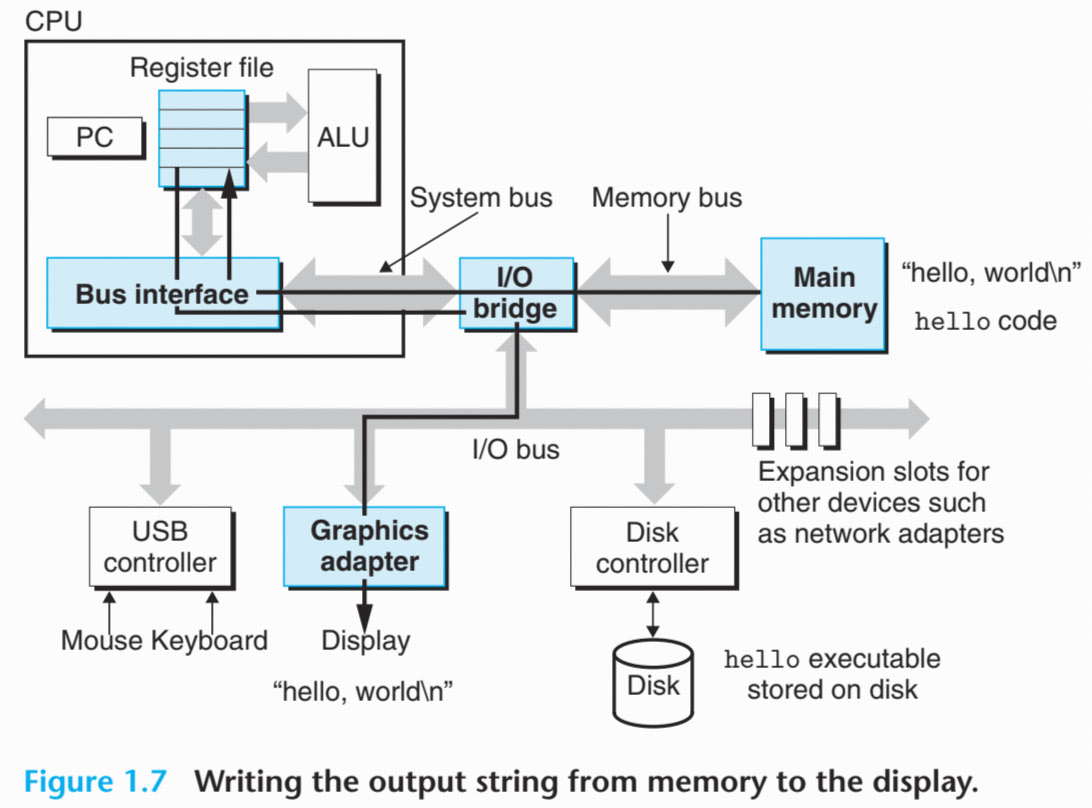 CPU
Register file
PC
ALU
System bus
Memory bus
Bus interface
I/O
bridge
Main
memory
“hello, world\n”
hello code
I/O bus
Expansion slots for
other devices such
as network adapters
USB
controller
Graphics
adapter
Disk
controller
Mouse Keyboard
Display
“hello, world\n”
Disk
hello executable
stored on disk
Figure 1.7 Writing the output string from memory to the display.